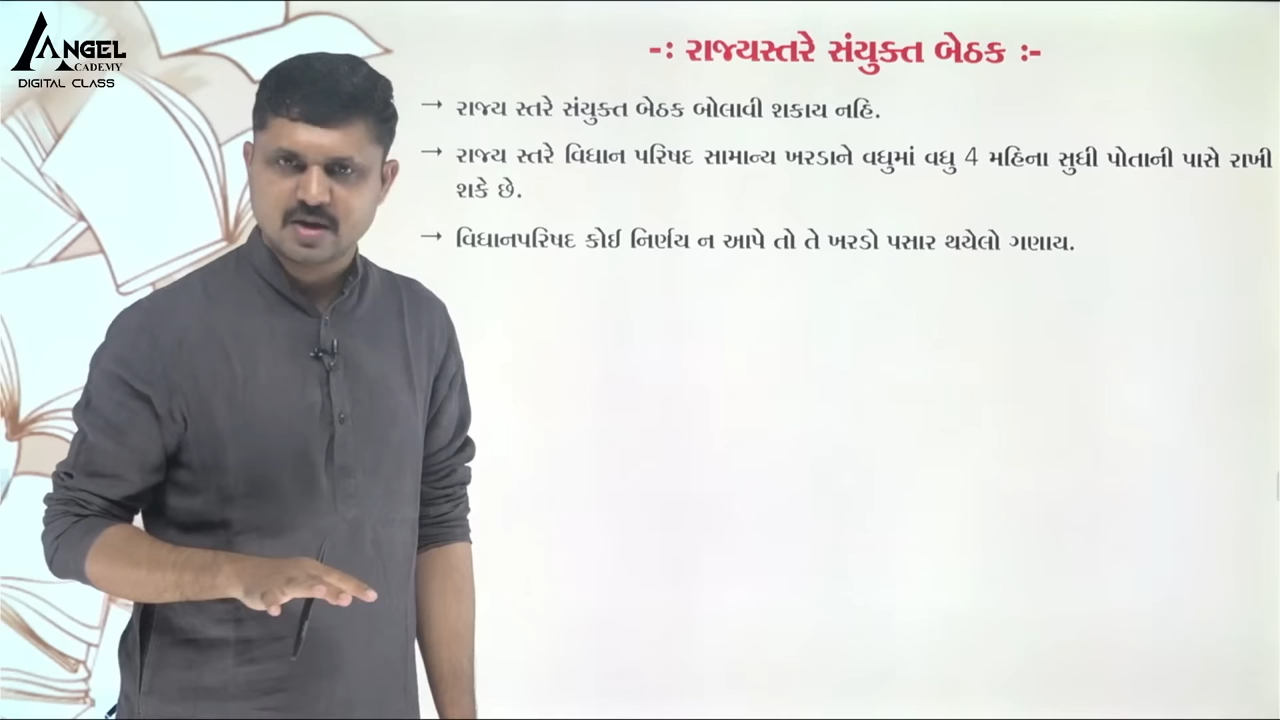 ANGEL
ACADEMY
DIGITAL CLASS
-: રાજ્યસ્તરે સંયુક્ત બેઠક :-
→ રાજ્ય સ્તરે સંયુક્ત બેઠક બોલાવી શકાય નહિ.
→ રાજ્ય સ્તરે વિધાન પરિષદ સામાન્ય ખરડાને વધુમાં વધુ 4 મહિના સુધી પોતાની પાસે રાખી
શકે છે.
→ વિધાનપરિષદ કોઈ નિર્ણય ન આપે તો તે ખરડો પસાર થયેલો ગણાય.